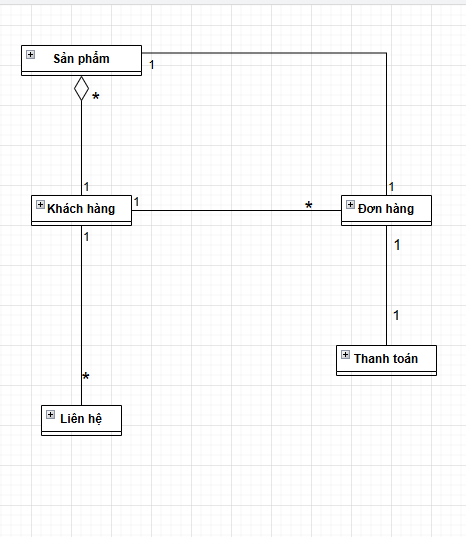 Sản phẩm
1
*
1
1
Khách hàng
1
*
Đơn hàng
1
1
1
Thanh toán
*
Liên hệ